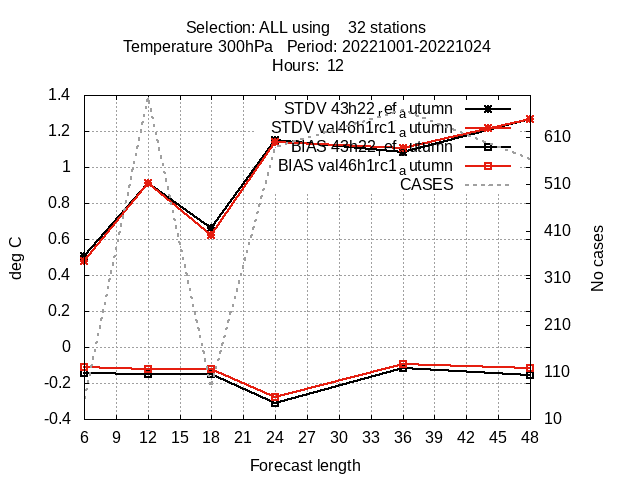 Selection: ALL using    32 stations
Temperature 300hPa   Period: 20221001-20221024
Hours:  12
STDV 43h22_ref_autumn
STDV val46h1rc1_autumn
BIAS 43h22_ref_autumn
BIAS val46h1rc1_autumn
CASES
1.4
1.2
1
0.8
0.6
0.4
0.2
0
-0.2
-0.4
deg C
610
510
410
310
210
110
10
No cases
6 9 12 15 18 21 24 27 30 33 36 39 42 45 48
Forecast length